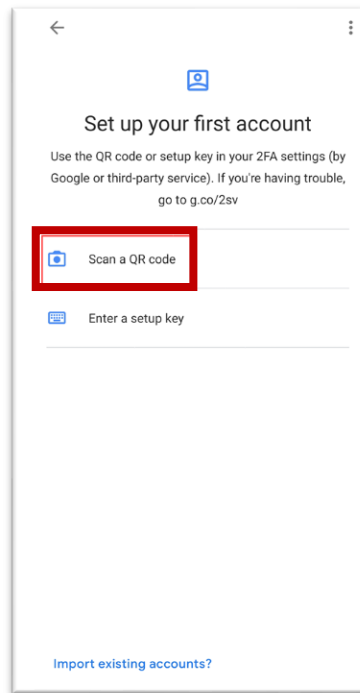 Set up your first account
Use the QR code or setup key in your 2FA settings (by
Google or third-party service). If you're having trouble,
go to g.co/2sv
Scan a QR code
Enter a setup key
Import existing accounts?